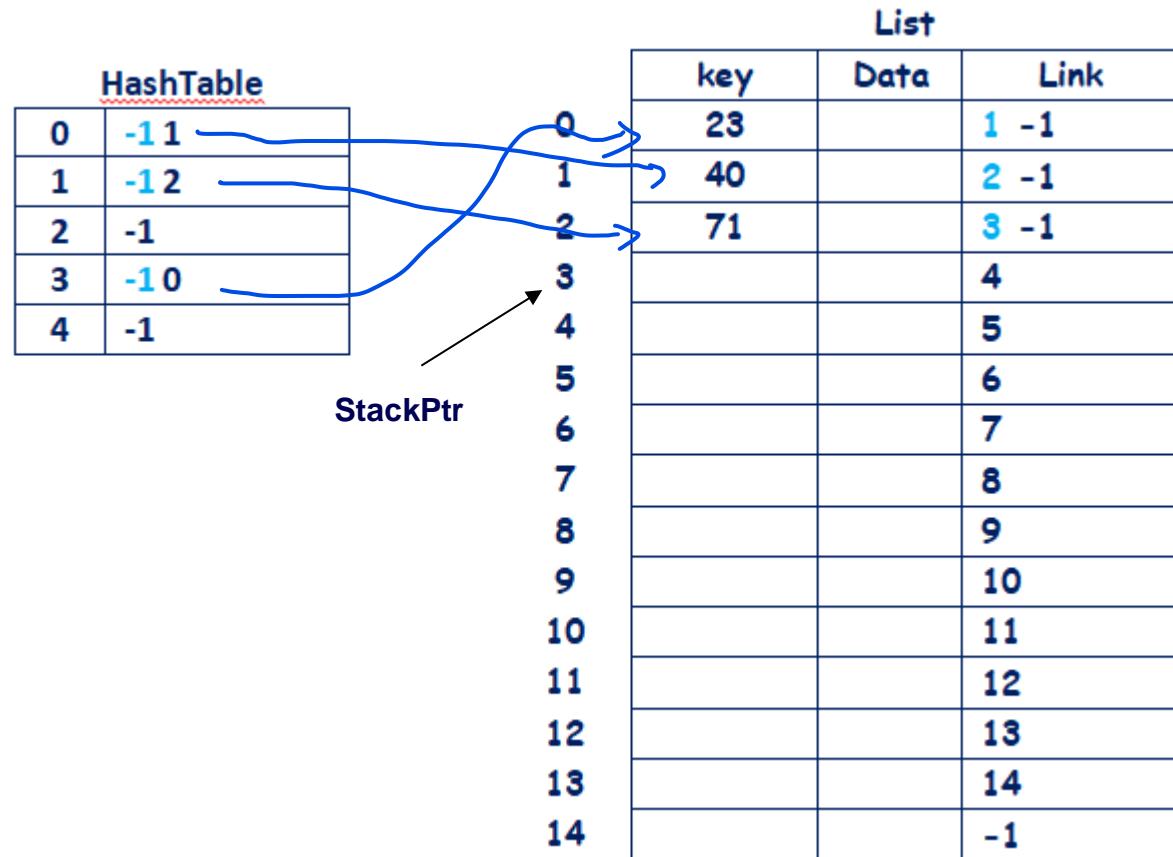 List
HashTable
key Data Link
0 -1 1
1 -1 2
2 -1
3 -1 0
4 -1
StackPtr
0 23 1 -1
1 40 2 -1
2 71 3 -1
3 4
4 5
5 6
6 7
7 8
8 9
9 10
10 11
11 12
12 13
13 14
14 -1